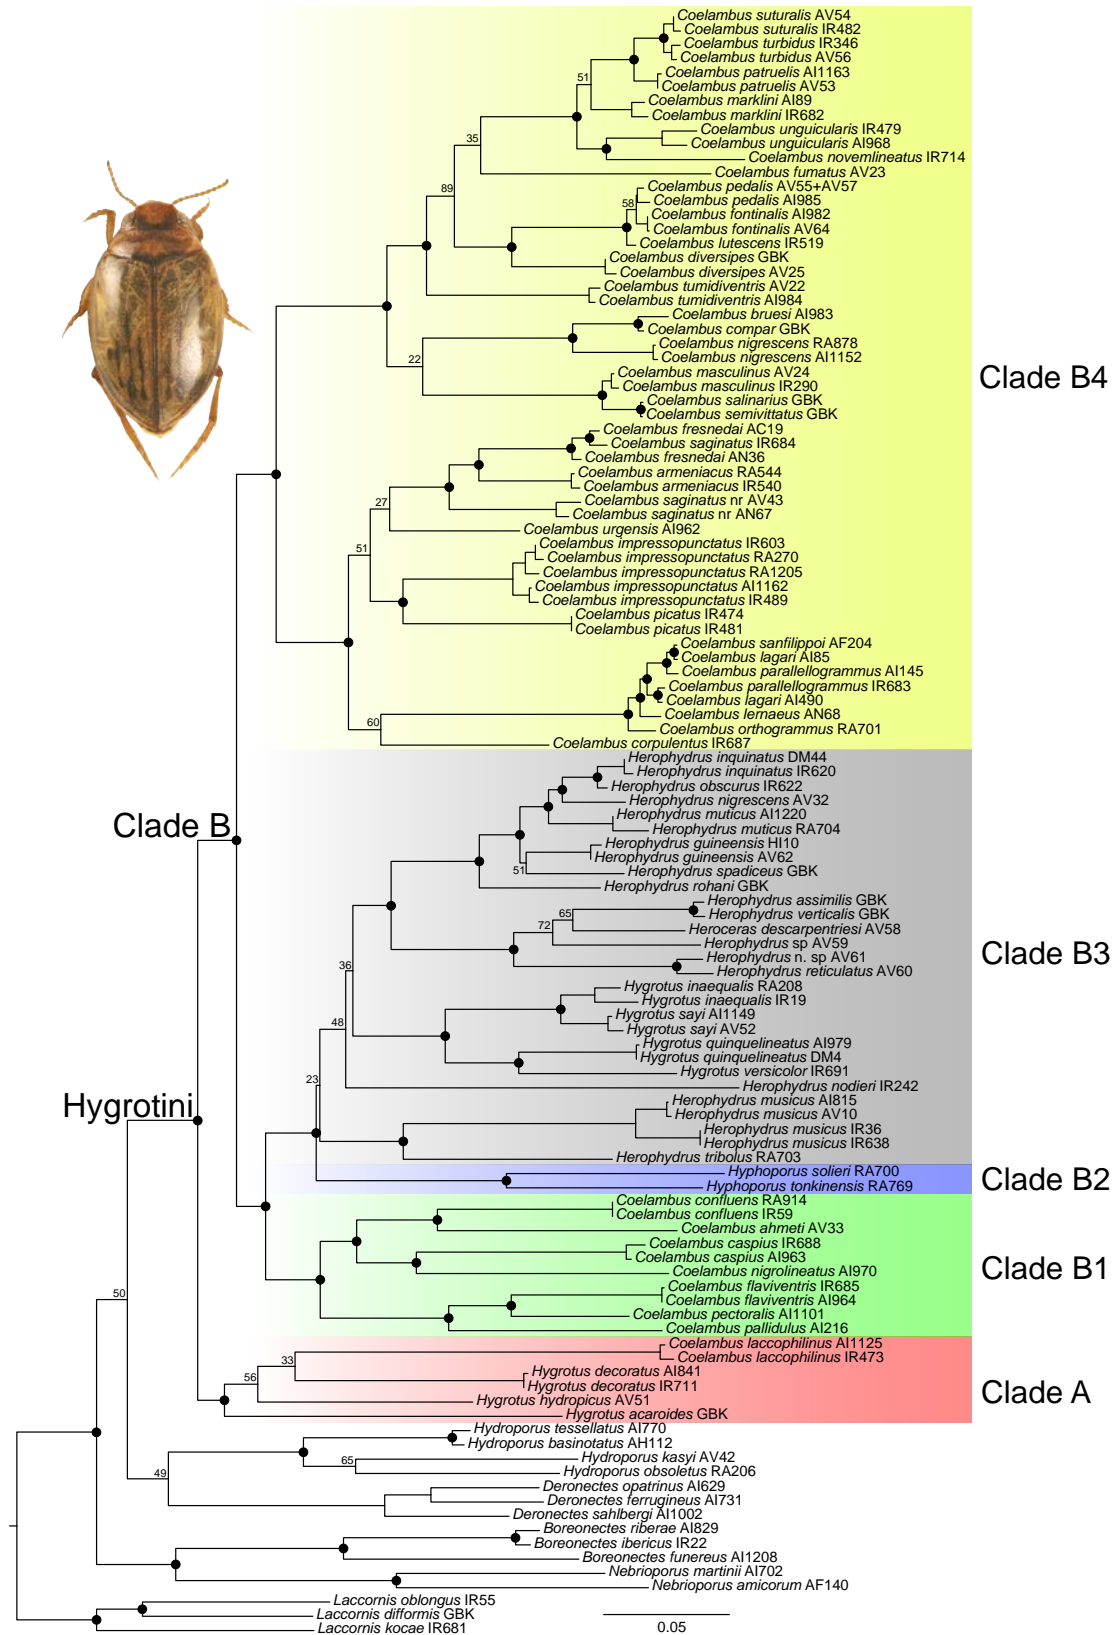 Coelambus suturalis AV54
Coelambus suturalis IR482
Coelambus turbidus IR346
Coelambus turbidus AV56
Coelambus patruelis AI1163
51
Coelambus patruelis AV53
Coelambus marklini AI89
Coelambus marklini IR682
Coelambus unguicularis IR479
35
Coelambus unguicularis AI968
Coelambus novemlineatus IR714
Coelambus fumatus AV23
89
Coelambus pedalis AV55+AV57
58
Coelambus pedalis AI985
Coelambus fontinalis AI982
Coelambus fontinalis AV64
Coelambus lutescens IR519
Coelambus diversipes GBK
Coelambus diversipes AV25
Coelambus tumidiventris AV22
Coelambus tumidiventris AI984
Coelambus bruesi AI983
Coelambus compar GBK
Coelambus nigrescens RA878
22
Coelambus nigrescens AI1152
Coelambus masculinus AV24
Clade B4
Coelambus masculinus IR290
Coelambus salinarius GBK
Coelambus semivittatus GBK
Coelambus fresnedai AC19
Coelambus saginatus IR684
Coelambus fresnedai AN36
Coelambus armeniacus RA544
Coelambus armeniacus IR540
27
Coelambus saginatus nr AV43
Coelambus saginatus nr AN67
Coelambus urgensis AI962
Coelambus impressopunctatus IR603
51
Coelambus impressopunctatus RA270
Coelambus impressopunctatus RA1205
Coelambus impressopunctatus AI1162
Coelambus impressopunctatus IR489
Coelambus picatus IR474
Coelambus picatus IR481
Coelambus sanfilippoi AF204
Coelambus lagari AI85
Coelambus parallellogrammus AI145
Coelambus parallellogrammus IR683
Coelambus lagari AI490
Coelambus lernaeus AN68
60
Coelambus orthogrammus RA701
Coelambus corpulentus IR687
Herophydrus inquinatus DM44
Herophydrus inquinatus IR620
Herophydrus obscurus IR622
Herophydrus nigrescens AV32
Herophydrus muticus AI1220
Clade B
Herophydrus muticus RA704
Herophydrus guineensis HI10
Herophydrus guineensis AV62
51
Herophydrus spadiceus GBK
Herophydrus rohani GBK
Herophydrus assimilis GBK
65
Herophydrus verticalis GBK
72
Heroceras descarpentriesi AV58
Herophydrus sp AV59
Clade B3
Herophydrus n. sp AV61
36
Herophydrus reticulatus AV60
Hygrotus inaequalis RA208
Hygrotus inaequalis IR19
Hygrotus sayi AI1149
48
Hygrotus sayi AV52
Hygrotus quinquelineatus AI979
Hygrotus quinquelineatus DM4
Hygrotus versicolor IR691
23
Herophydrus nodieri IR242
Herophydrus musicus AI815
Hygrotini
Herophydrus musicus AV10
Herophydrus musicus IR36
Herophydrus musicus IR638
Herophydrus tribolus RA703
Hyphoporus solieri RA700
Clade B2
Hyphoporus tonkinensis RA769
Coelambus confluens RA914
Coelambus confluens IR59
Coelambus ahmeti AV33
Coelambus caspius IR688
Coelambus caspius AI963
Clade B1
Coelambus nigrolineatus AI970
Coelambus flaviventris IR685
50
Coelambus flaviventris AI964
Coelambus pectoralis AI1101
Coelambus pallidulus AI216
Coelambus laccophilinus AI1125
33
Coelambus laccophilinus IR473
56
Hygrotus decoratus AI841
Hygrotus decoratus IR711
Clade A
Hygrotus hydropicus AV51
Hygrotus acaroides GBK
Hydroporus tessellatus AI770
Hydroporus basinotatus AH112
Hydroporus kasyi AV42
65
49
Hydroporus obsoletus RA206
Deronectes opatrinus AI629
Deronectes ferrugineus AI731
Deronectes sahlbergi AI1002
Boreonectes riberae AI829
Boreonectes ibericus IR22
Boreonectes funereus AI1208
Nebrioporus martinii AI702
Nebrioporus amicorum AF140
Laccornis oblongus IR55
Laccornis difformis GBK
0.05
Laccornis kocae IR681